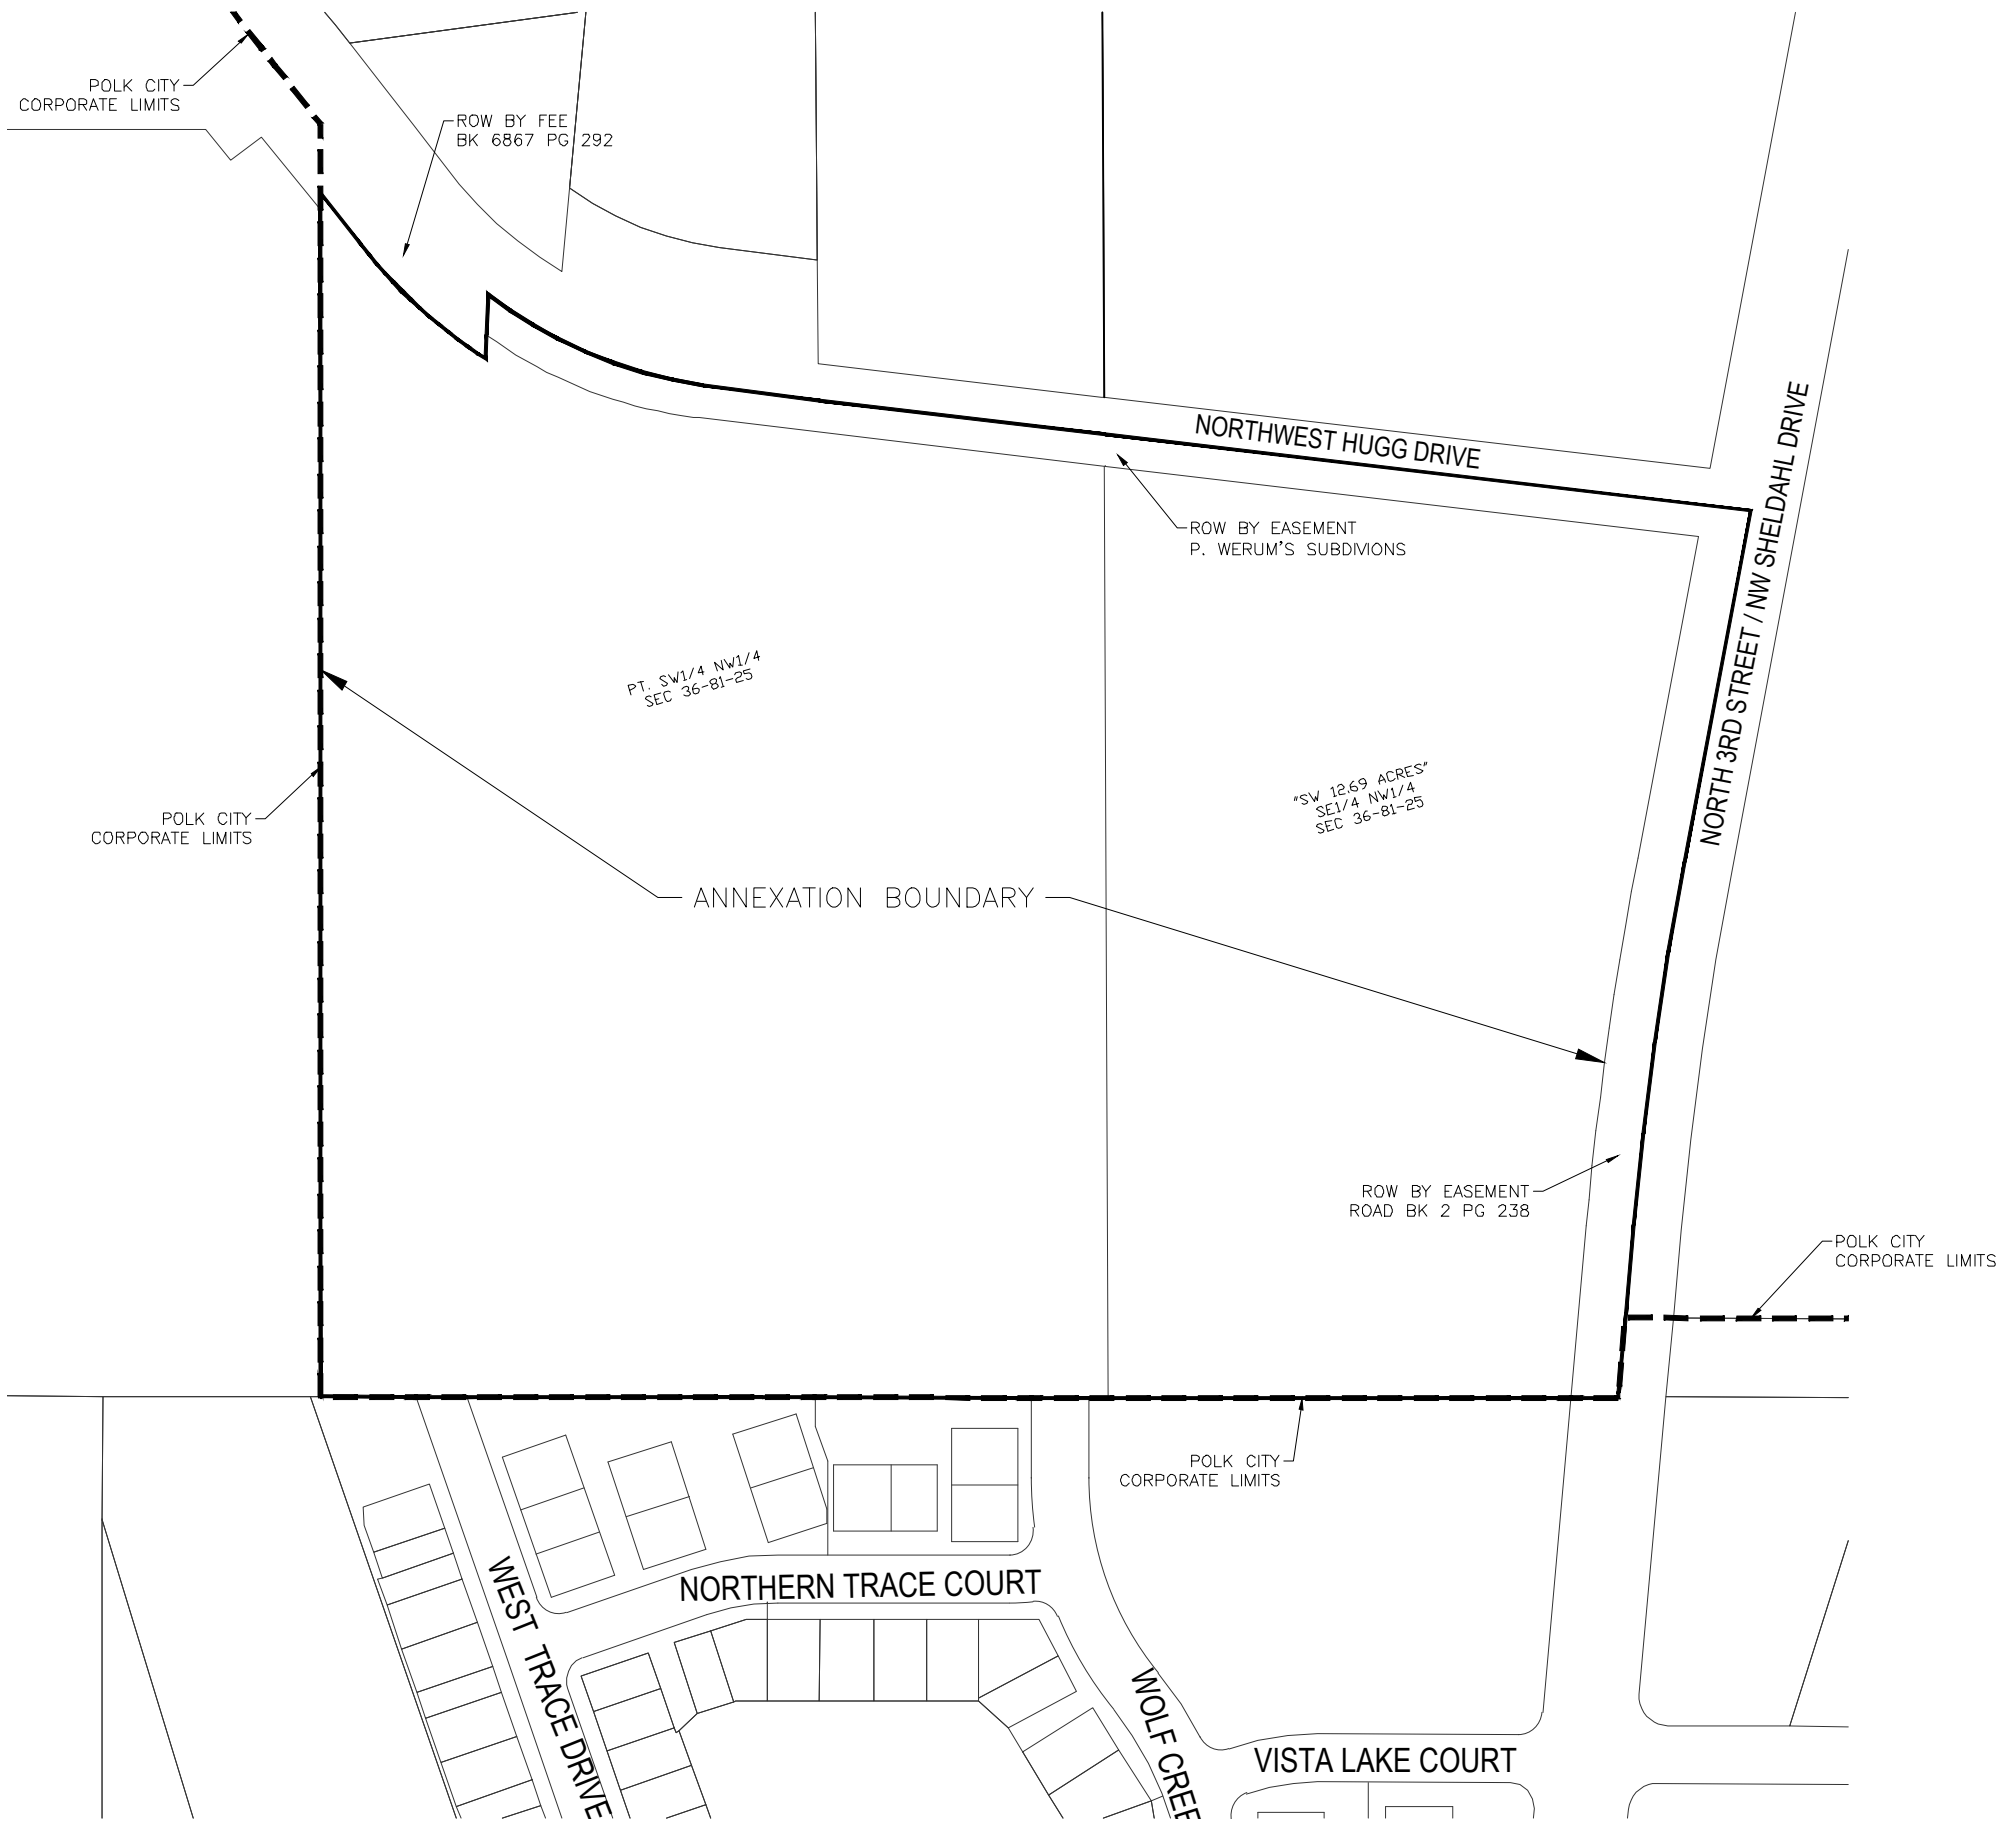 POLK CITY
CORPORATE LIMITS
ROW BY FEE
BK 6867 PG 292
NORTHWEST HUGG DRIVE
NORTH 3RD STREET / NW SHELDAHL DRIVE
ROW BY EASEMENT
P. WERUM'S SUBDIVIONS
PT. SW1/4 NW1/4
SEC 36-81-25
"SW 12.69 ACRES"
SE1/4 NW1/4
SEC 36-81-25
POLK CITY
CORPORATE LIMITS
ANNEXATION BOUNDARY
ROW BY EASEMENT
ROAD BK 2 PG 238
POLK CITY
CORPORATE LIMITS
POLK CITY
CORPORATE LIMITS
NORTHERN TRACE COURT
WEST TRACE DRIVE
WOLF CREE
VISTA LAKE COURT